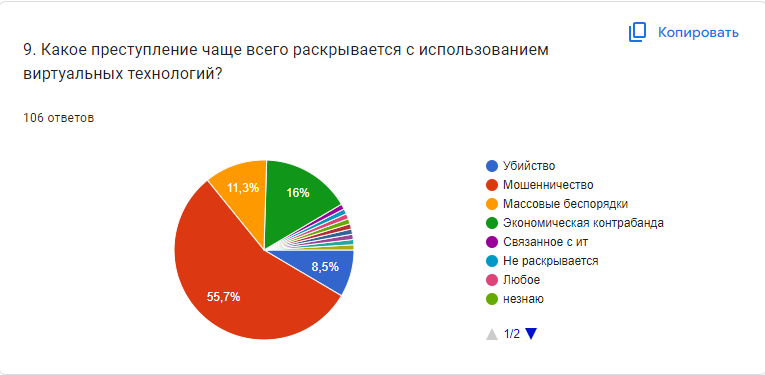 Копировать
9. Какое преступление чаще всего раскрывается с использованием
виртуальных технологий?
106 ответов
11,3%
16%
8,5%
55,7%
Убийство
Мошенничество
Массовые беспорядки
Экономическая контрабанда
Связанное с ит
Не раскрывается
Любое
незнаю
1/2